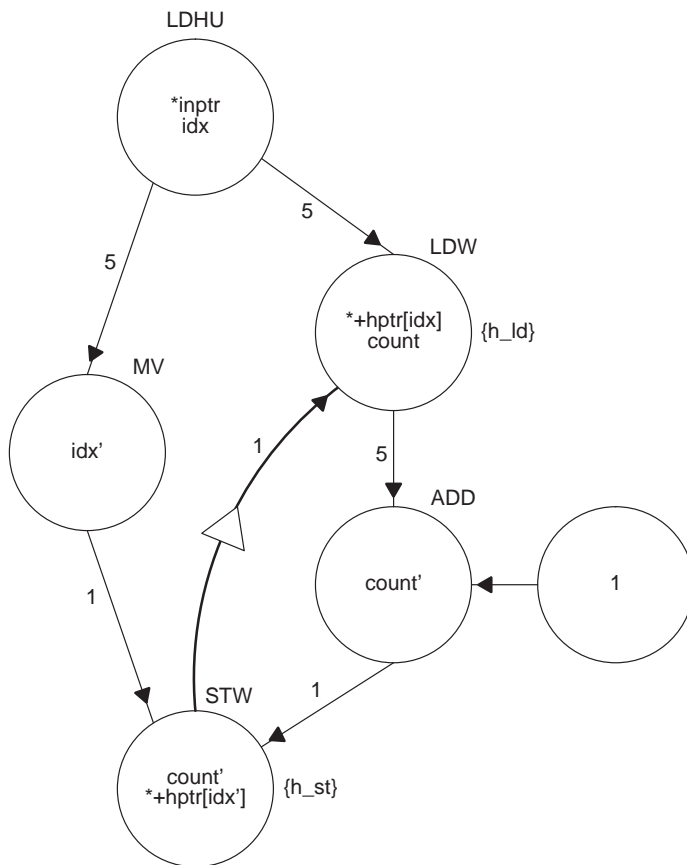 LDHU
*inptr
idx
5
5
LDW
*+hptr[idx]
count
{h_ld}
MV
idx’
1
5
ADD
count’
1
1
1
STW
count’
*+hptr[idx’]
{h_st}